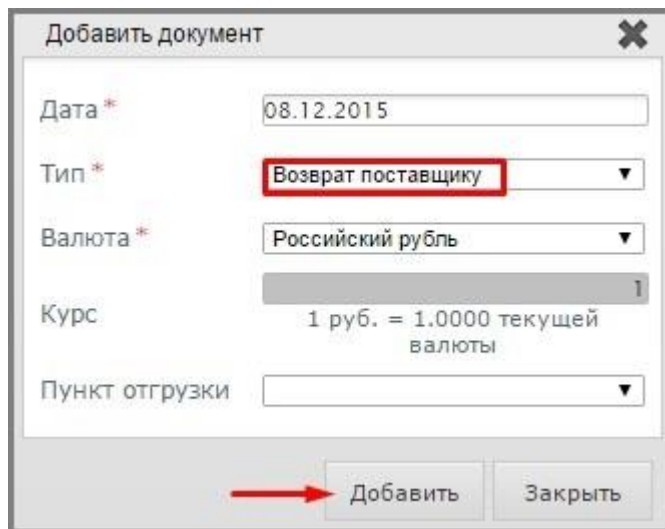 Добавить документ
Дата * 08.12.2015
Тип * Возврат поставщику
Валюта * Российский рубль
Курс 1
1 руб. = 1.0000 текущей
валюты
Пункт отгрузки
Добавить Закрыть